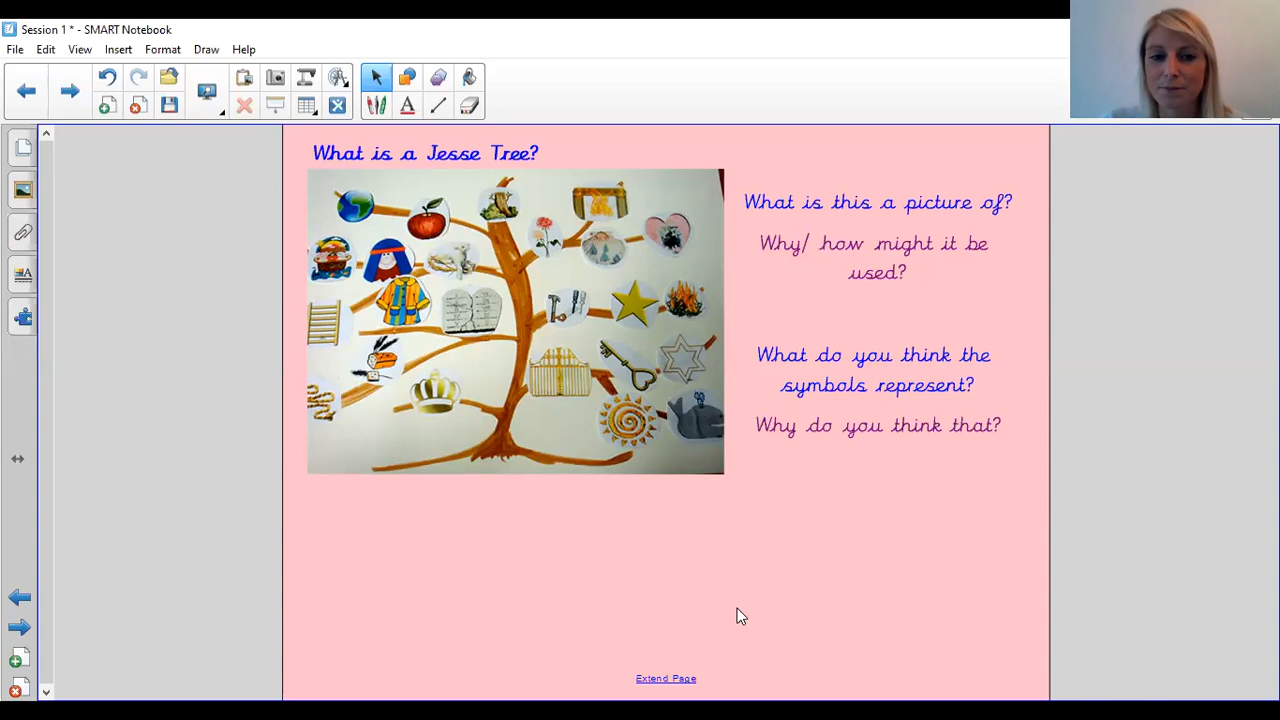 Session 1 * - SMART Notebook
File Edit View Insert Format Draw Help
What is a Jesse Tree?
What is this a picture of?
Why/ how might it be
used?
What do you think the
symbols represent?
Why do you think that?
Extend Page